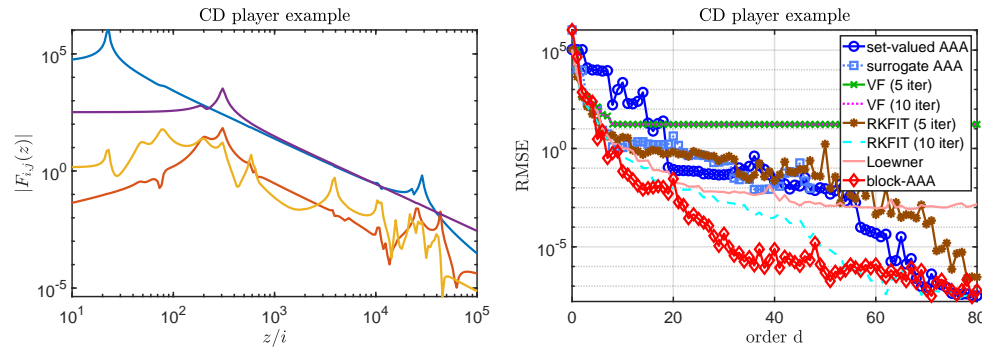 CD player example
10^5
10^0
10^-5
|F_{i,j}(z)|
10^1
10^2
10^3
10^4
10^5
z/i
CD player example
10^5
10^0
10^-5
RMSE
0
20
40
60
80
order d
set-valued AAA
surrogate AAA
VF (5 iter)
VF (10 iter)
RKFIT (5 iter)
RKFIT (10 iter)
Loewner
block-AAA